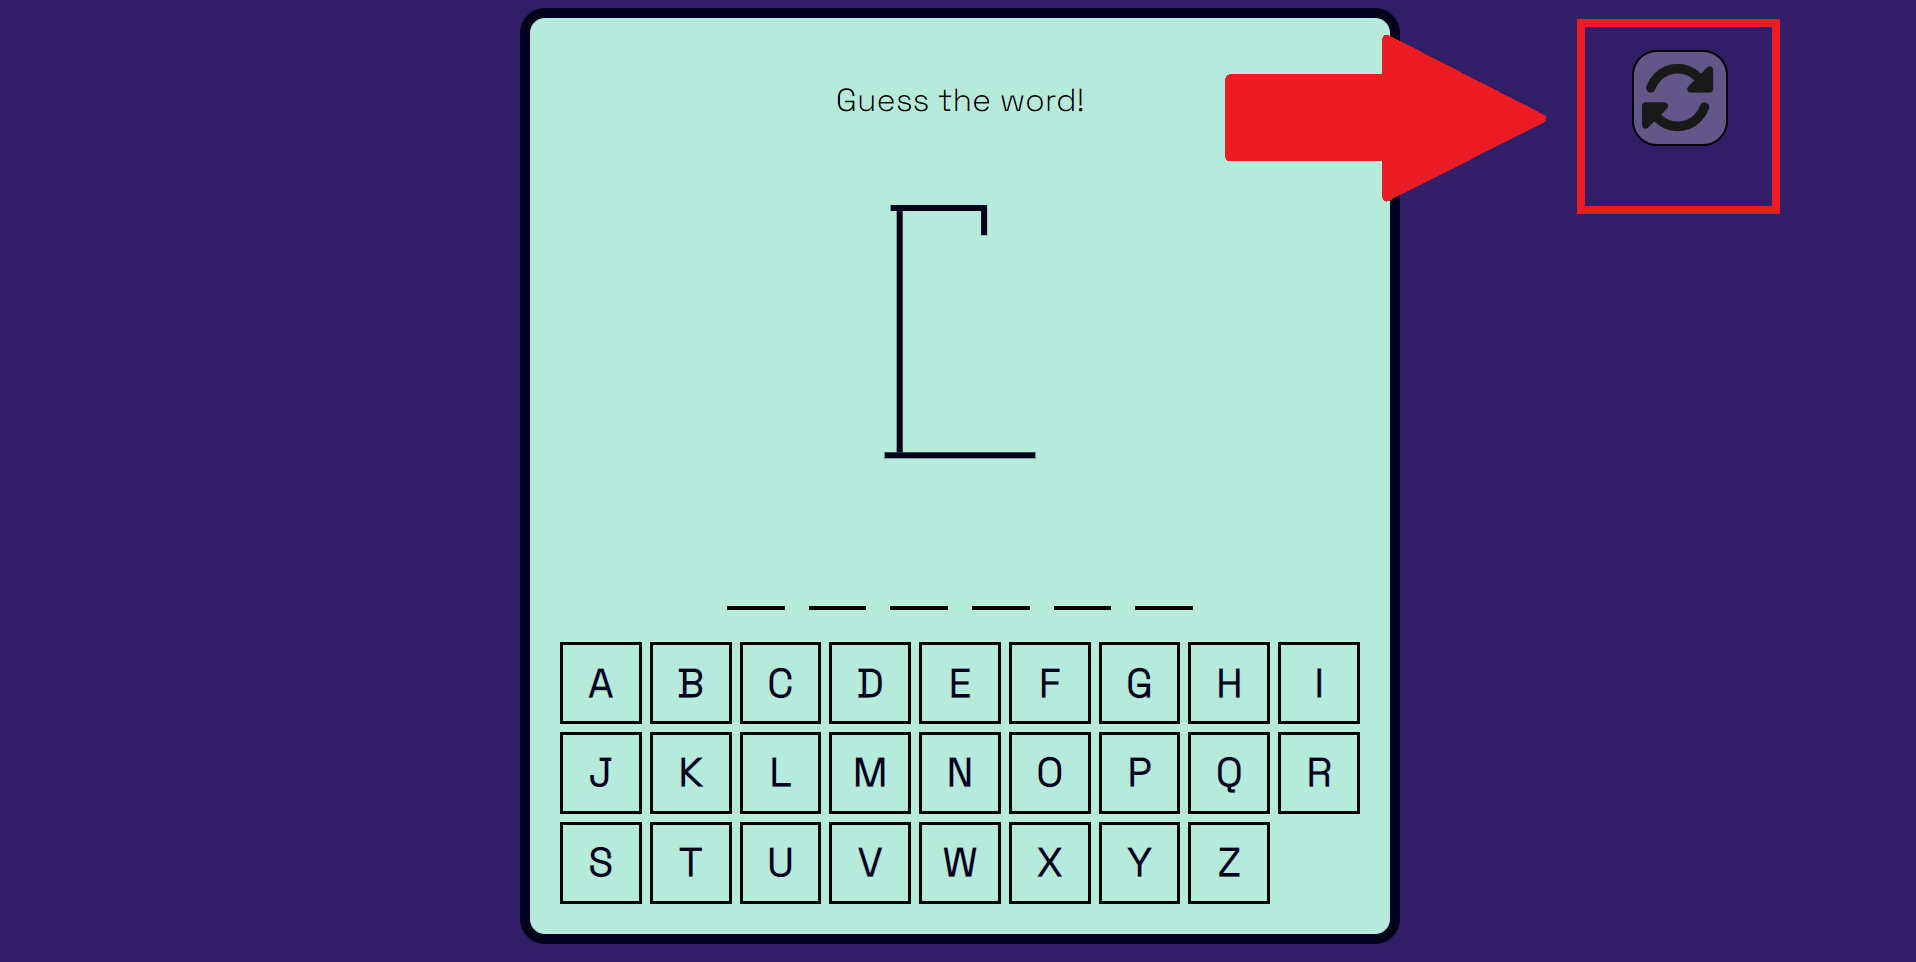 Guess the word!
A B C D E F G H I
J K L M N O P Q R
S T U V W X Y Z